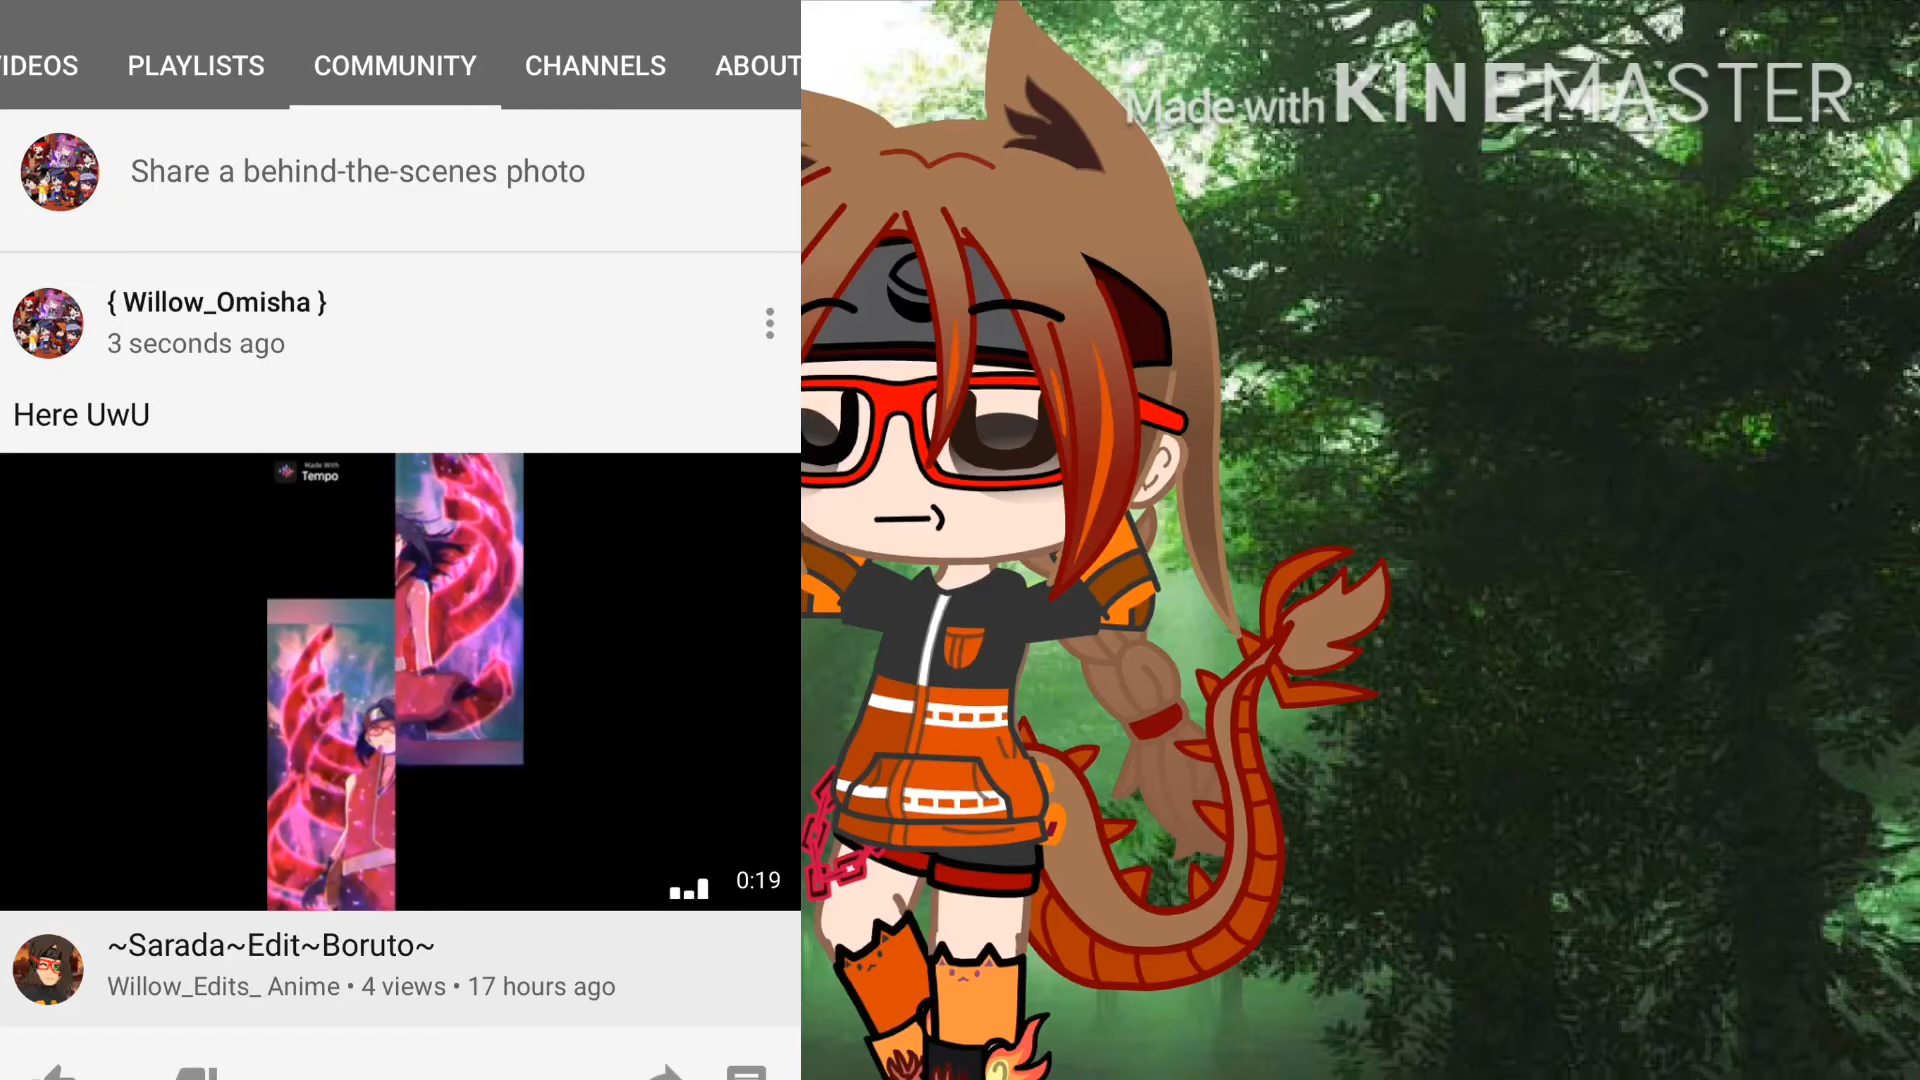 VIDEOS PLAYLISTS COMMUNITY CHANNELS ABOUT
Share a behind-the-scenes photo
{ Willow_Omisha }
3 seconds ago
Here UwU
Made With
Tempo
0:19
~Sarada~Edit~Boruto~
Willow_Edits_ Anime • 4 views • 17 hours ago
Made with KINEMASTER